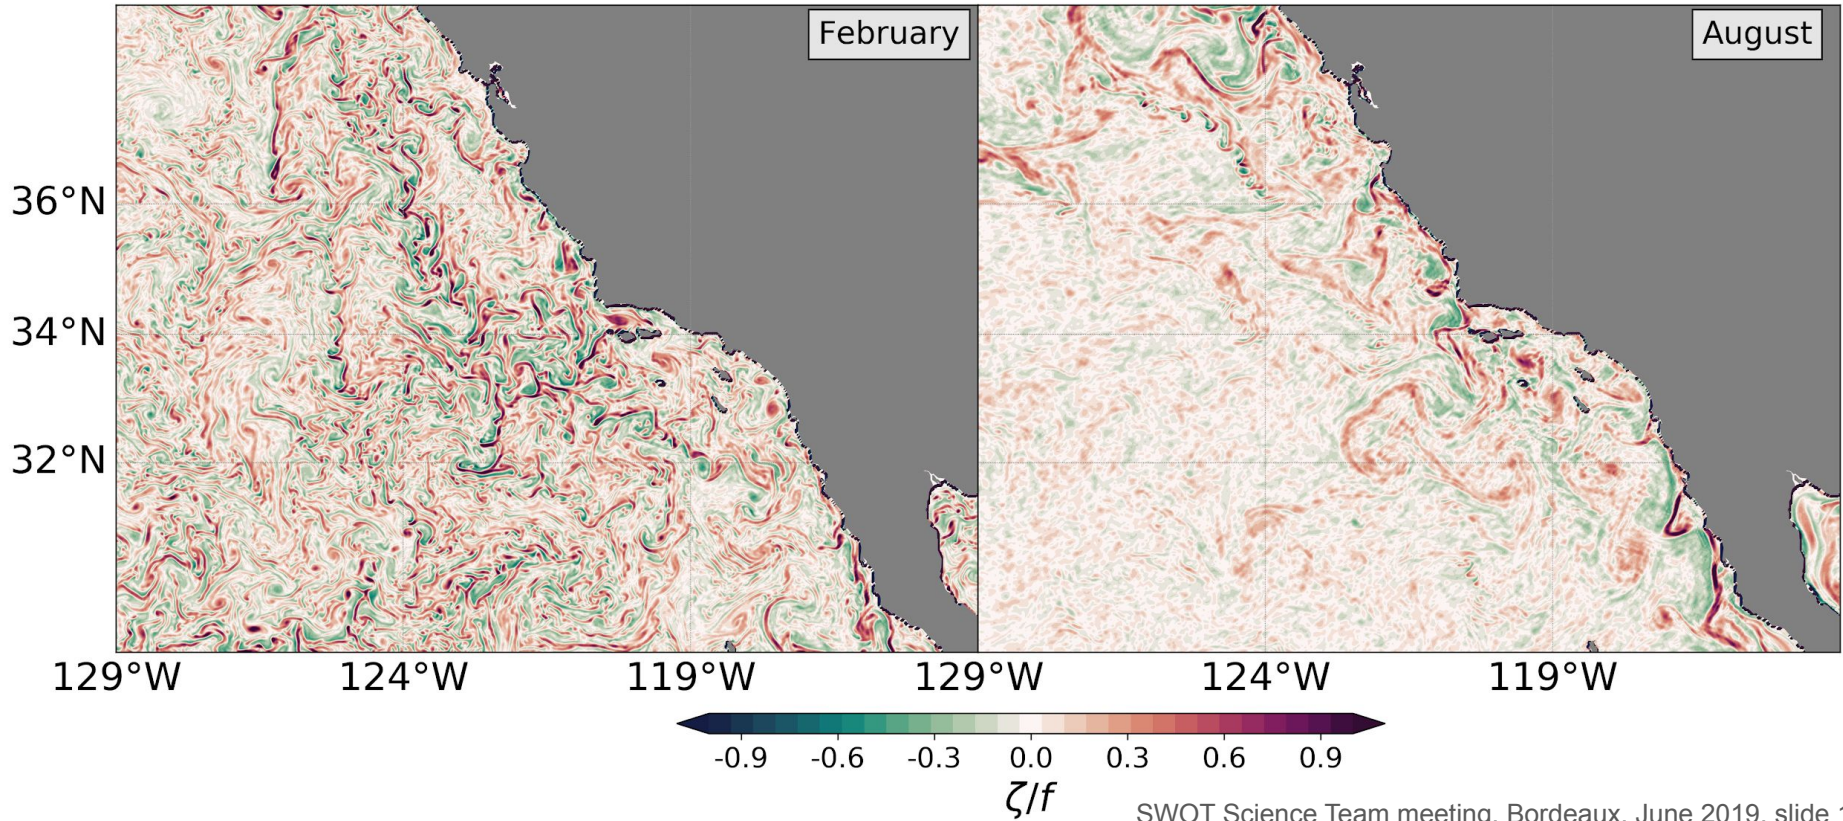 February
August
36°N
34°N
32°N
129°W
124°W
119°W
129°W
124°W
119°W
-0.9 -0.6 -0.3 0.0 0.3 0.6 0.9
ζ/f
SWOT Science Team meeting, Bordeaux, June 2019, slide